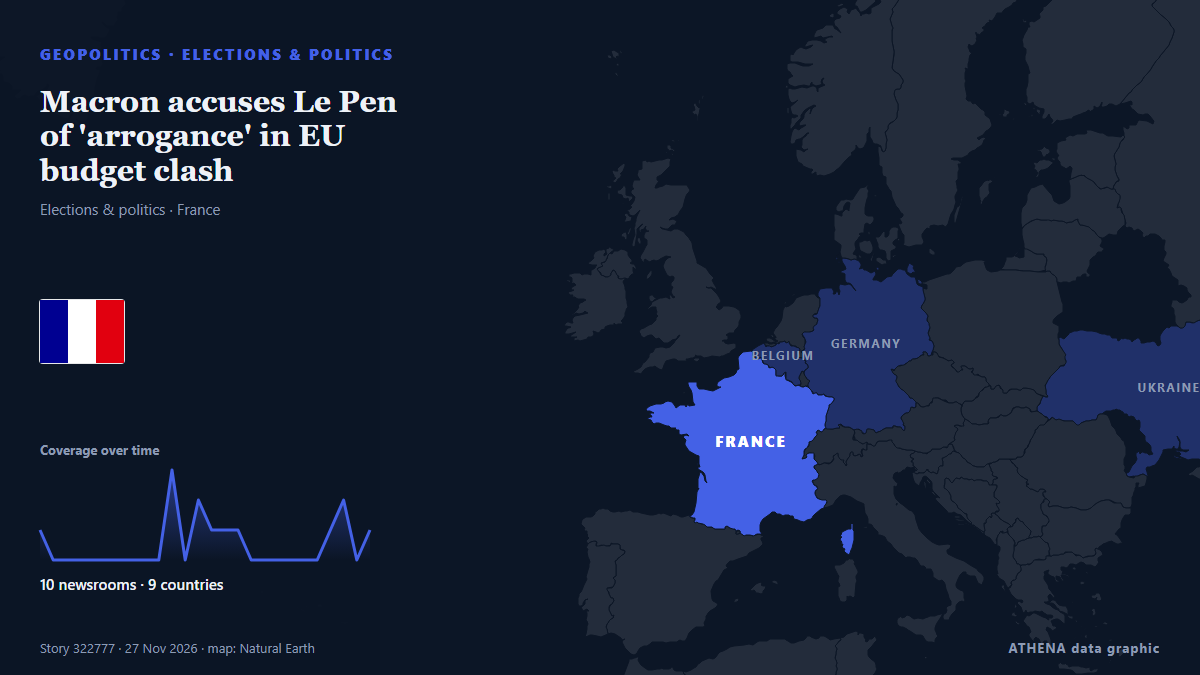 GEOPOLITICS · ELECTIONS & POLITICS
Macron accuses Le Pen
of 'arrogance' in EU
budget clash
Elections & politics · France
Coverage over time
10 newsrooms · 9 countries
Story 322777 · 27 Nov 2026 · map: Natural Earth
GERMANY
BELGIUM
UKRAINE
FRANCE
ATHENA data graphic